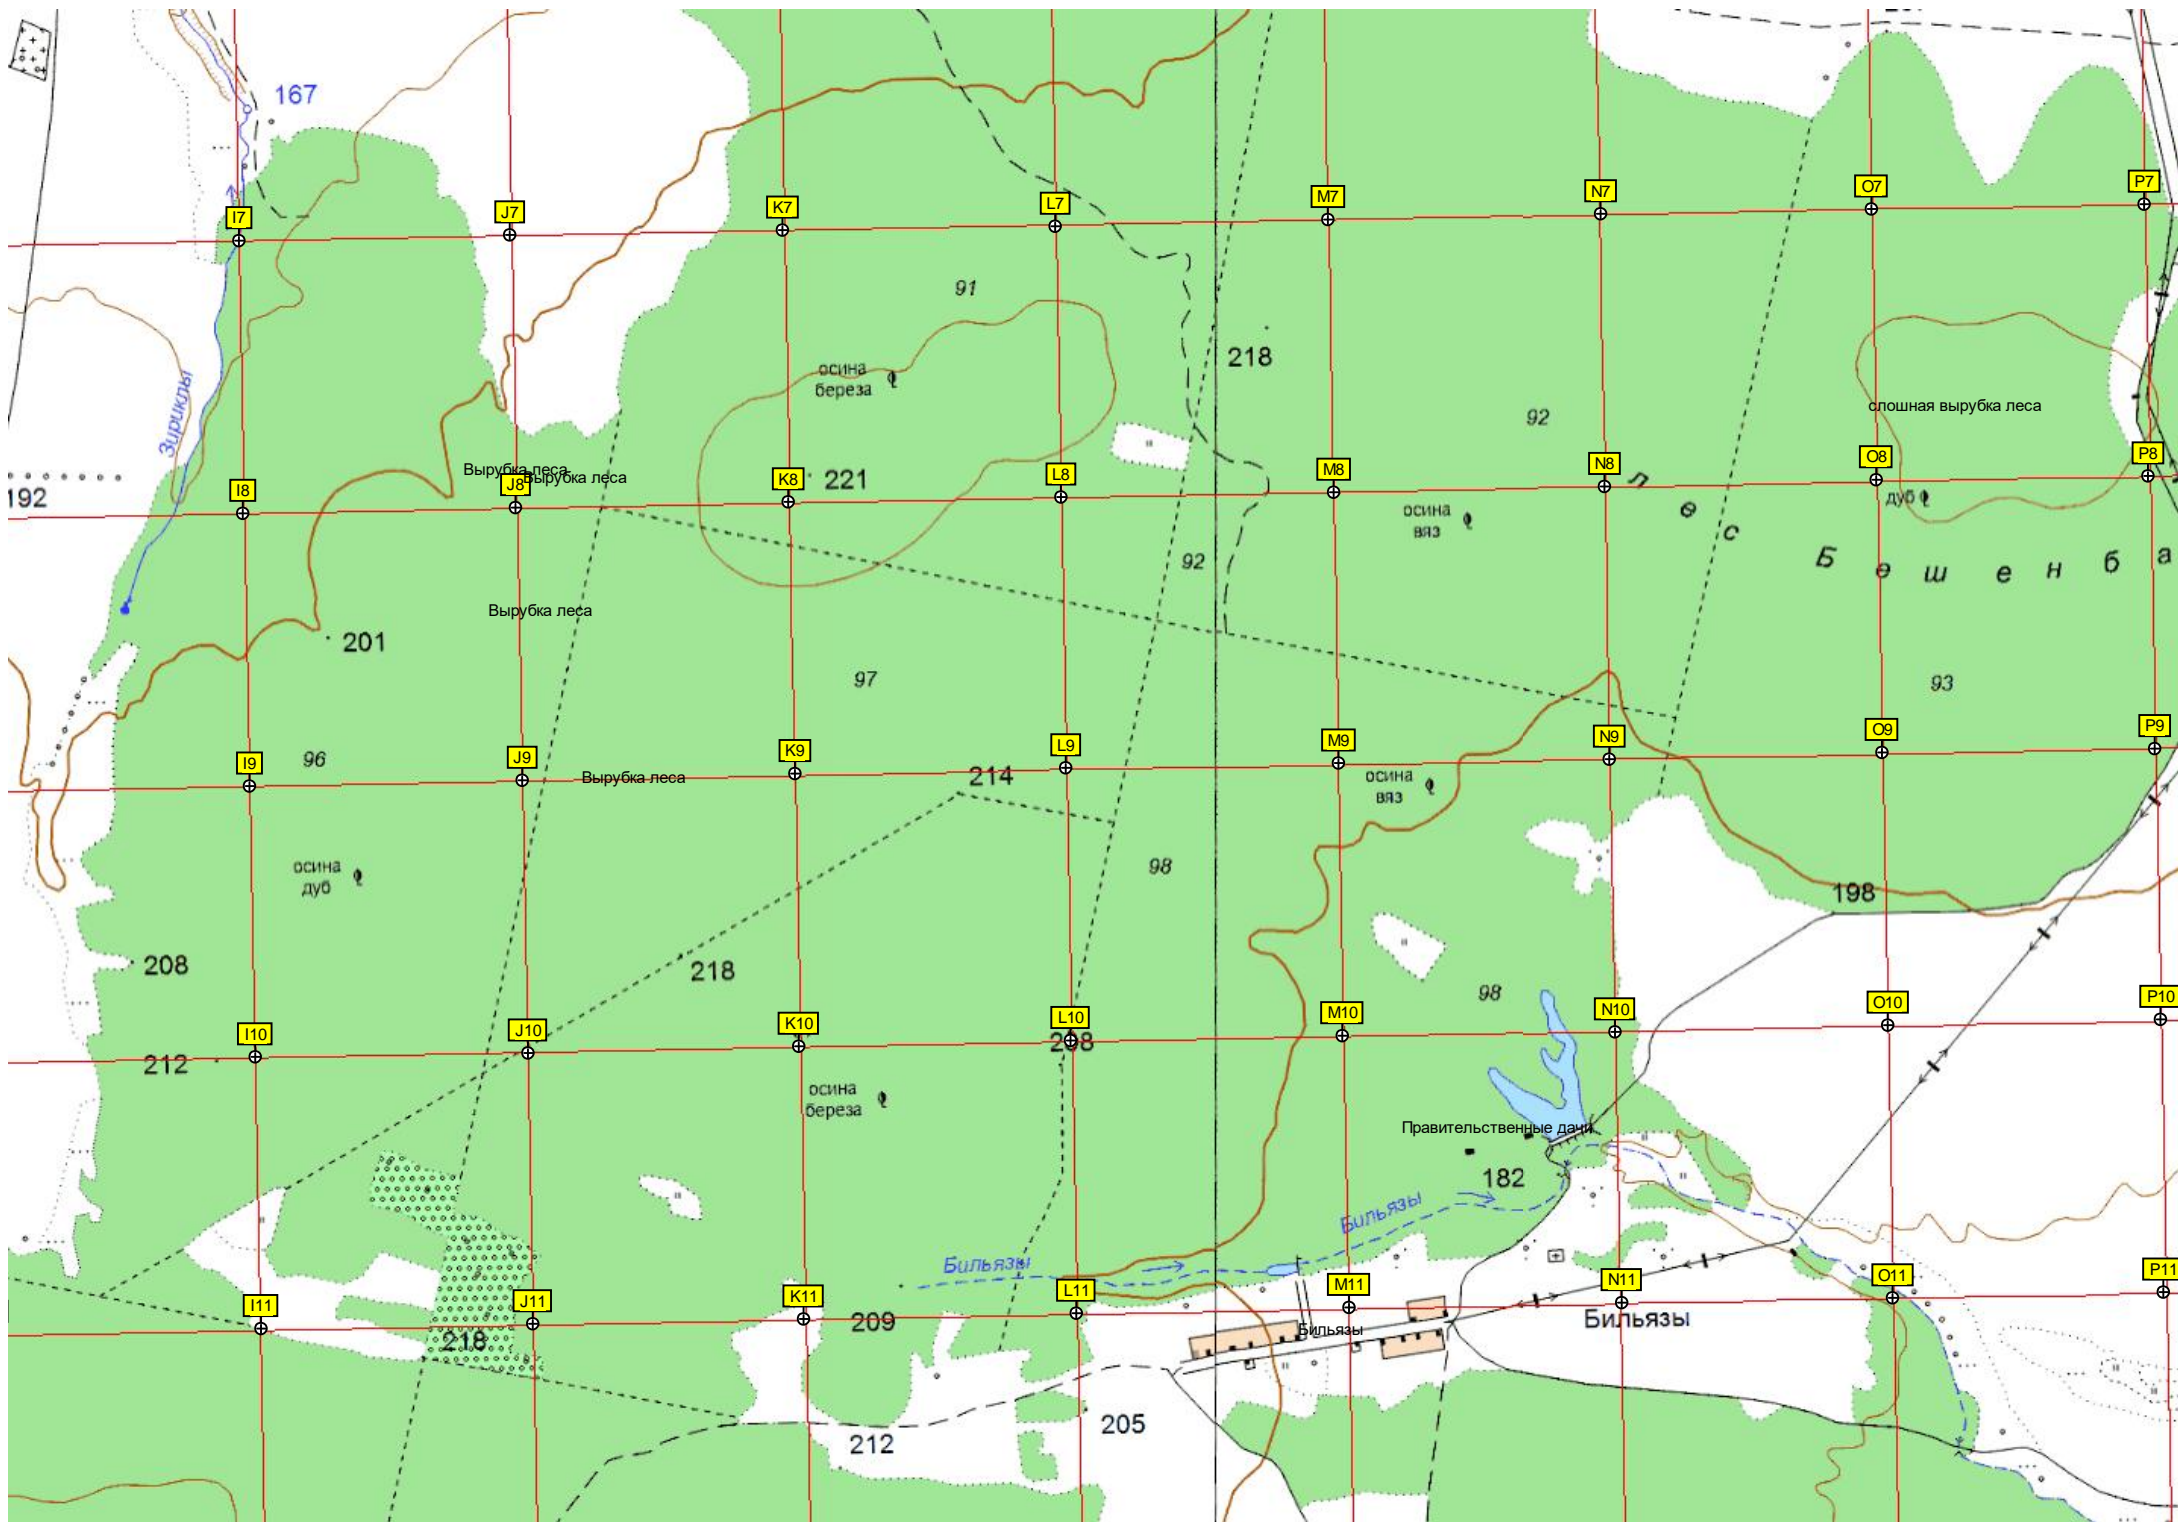 167
I7
J7
K7
L7
M7
N7
O7
P7
91
218
осина
береза
92
слошная вырубка леса
Зириклы
Вырубка леса
Вырубка леса
192
I8
J8
K8
221
L8
M8
N8
O8
P8
осина
вяз
лес
дуб
92
Бөшенба
Вырубка леса
201
97
93
96
I9
J9
K9
L9
M9
N9
O9
P9
Вырубка леса
214
осина
вяз
осина
дуб
98
198
208
218
98
I10
J10
K10
L10
M10
N10
O10
P10
212
208
осина
береза
Правительственные дачи
182
Бильязы
Бильязы
I11
J11
K11
L11
M11
N11
O11
P11
218
209
Бильязы
Бильязы
205
212